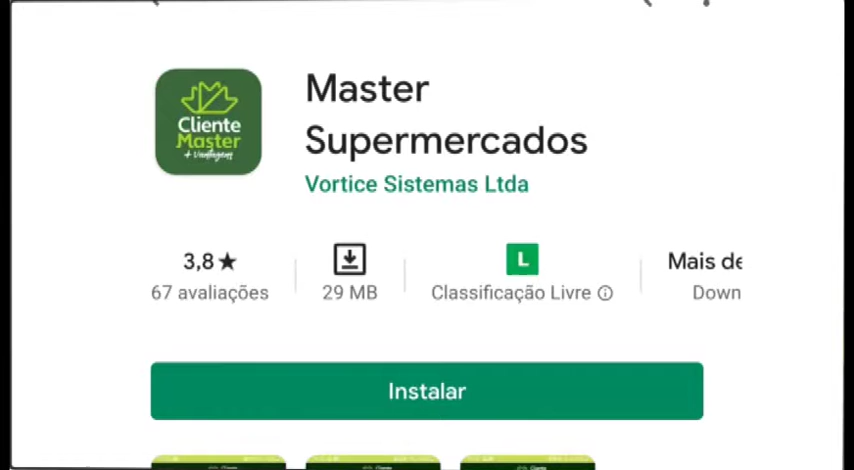 Cliente
Master
+ Vantagens
Master
Supermercados
Vortice Sistemas Ltda
3,8★
67 avaliações
29 MB
L
Classificação Livre
Mais de
Down
Instalar